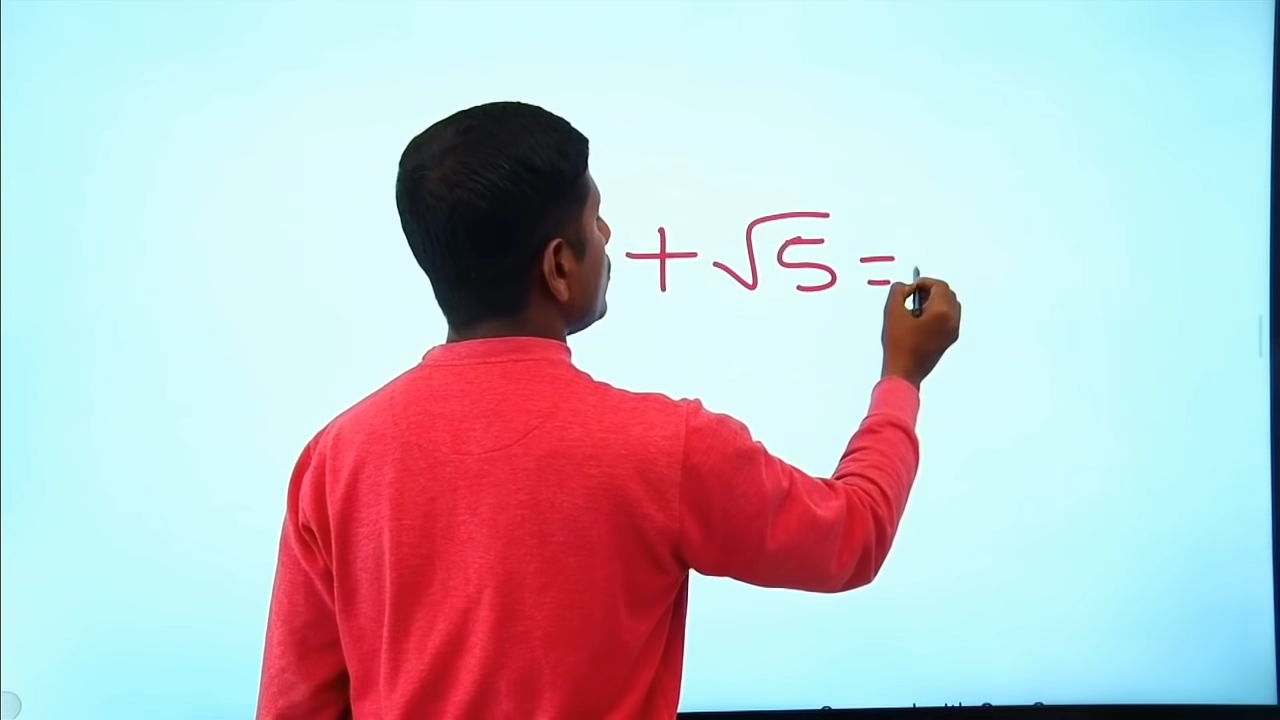 + √5 =